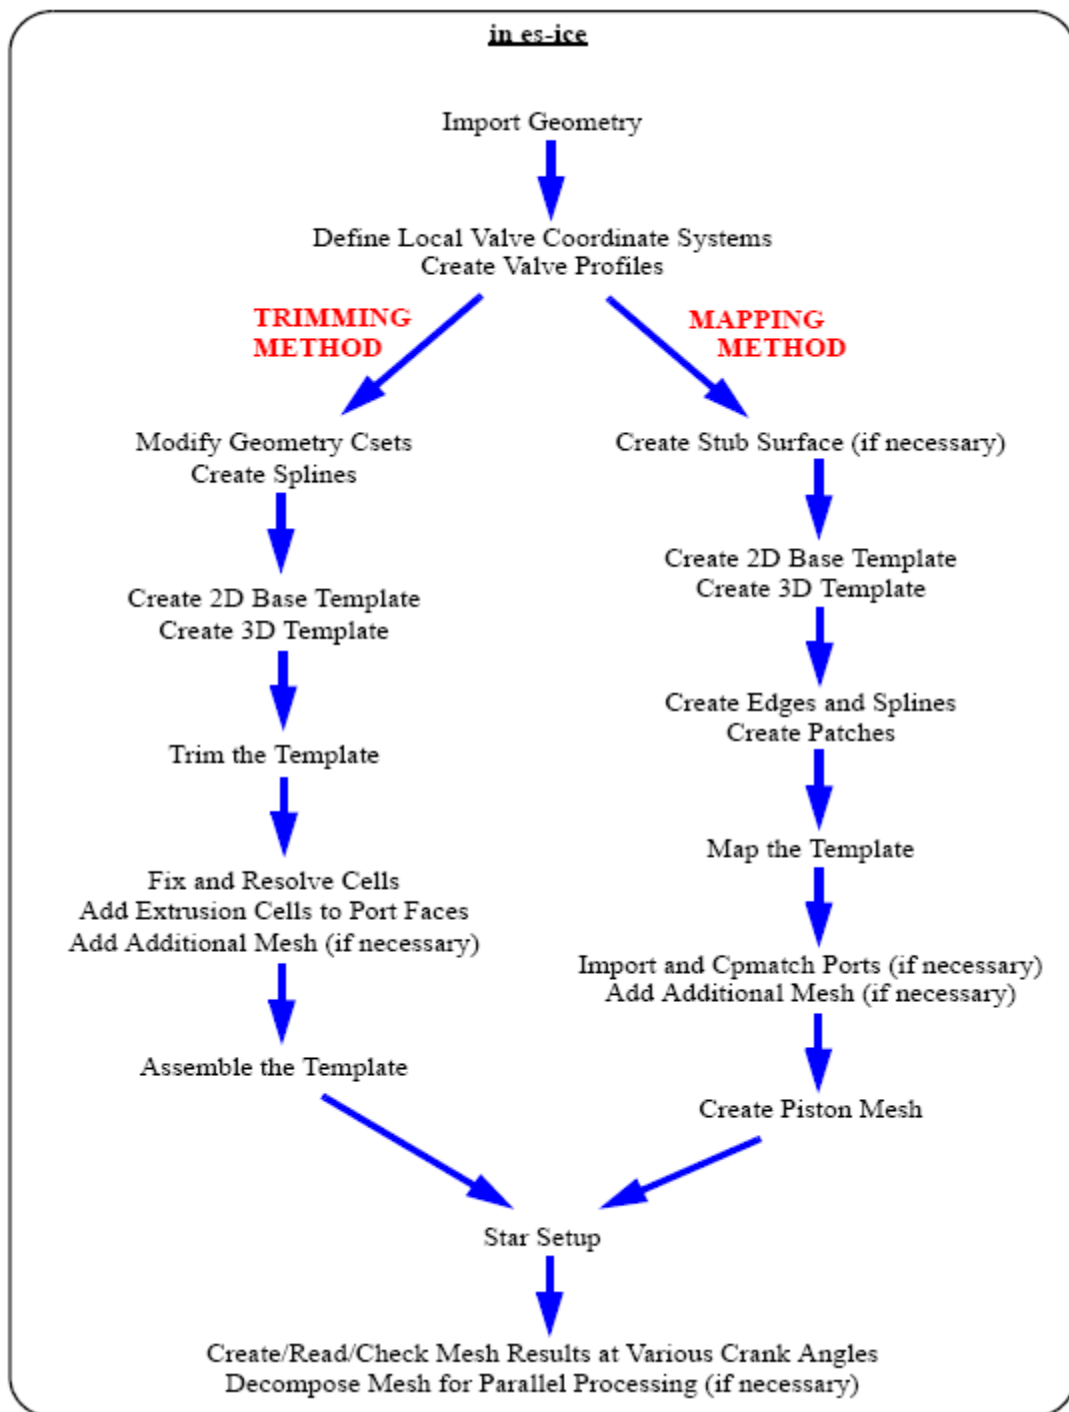 in es-ice
Import Geometry
Define Local Valve Coordinate Systems
Create Valve Profiles
TRIMMING
METHOD
MAPPING
METHOD
Modify Geometry Csets
Create Splines
Create 2D Base Template
Create 3D Template
Trim the Template
Fix and Resolve Cells
Add Extrusion Cells to Port Faces
Add Additional Mesh (if necessary)
Assemble the Template
Create Stub Surface (if necessary)
Create 2D Base Template
Create 3D Template
Create Edges and Splines
Create Patches
Map the Template
Import and Cpmatch Ports (if necessary)
Add Additional Mesh (if necessary)
Create Piston Mesh
Star Setup
Create/Read/Check Mesh Results at Various Crank Angles
Decompose Mesh for Parallel Processing (if necessary)